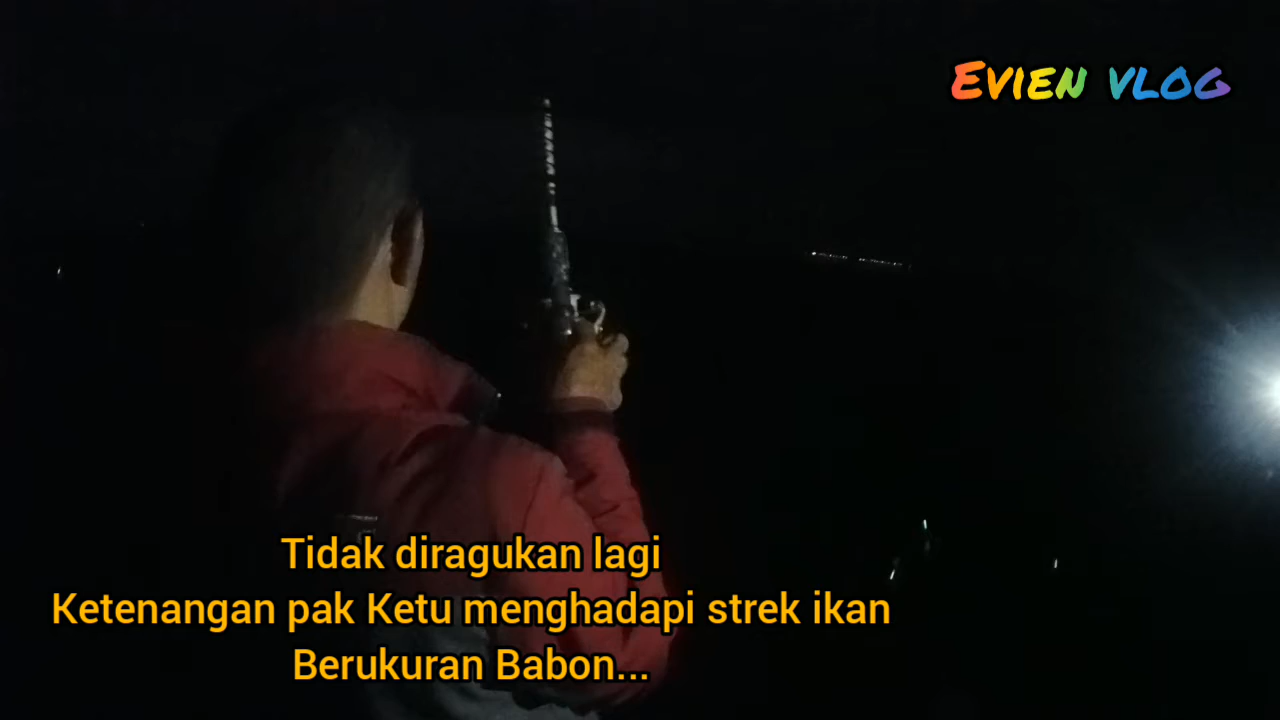 Evien vlog
Tidak diragukan lagi
Ketenangan pak Ketu menghadapi strek ikan
Berukuran Babon...